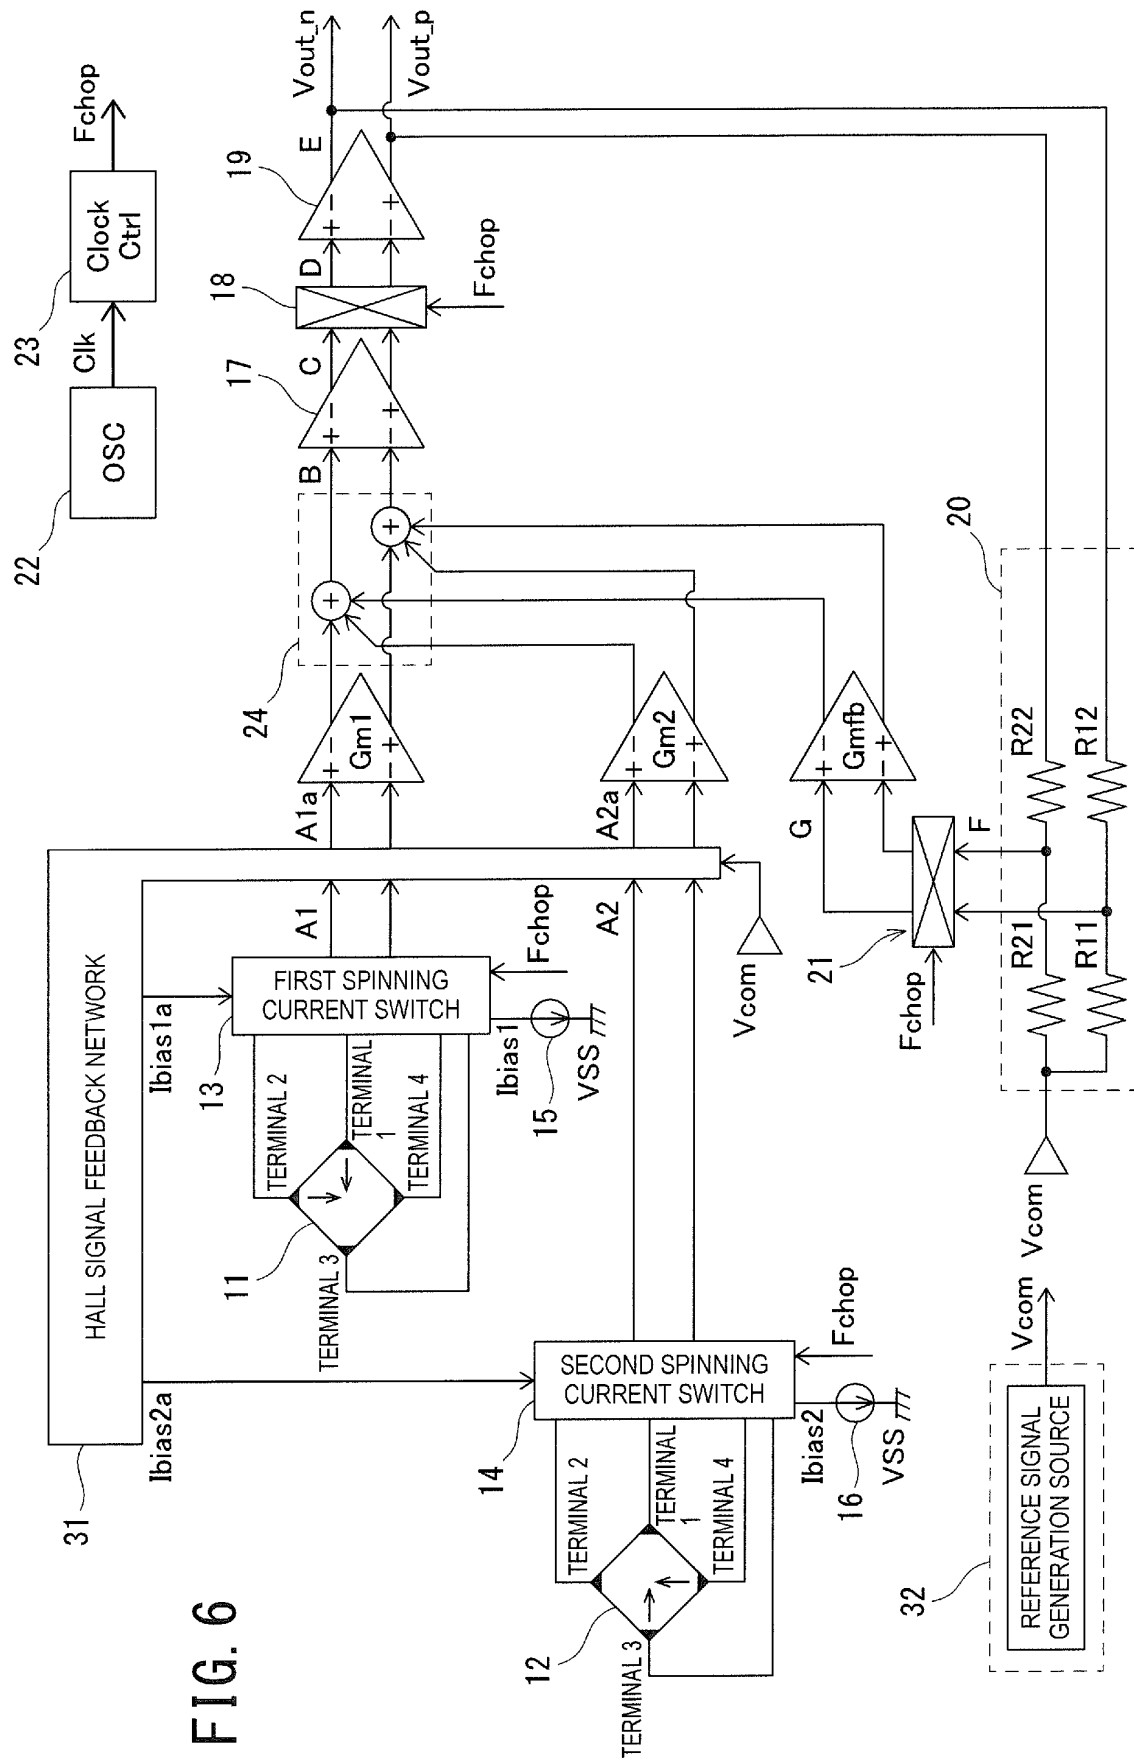 FIG. 6
31
HALL SIGNAL FEEDBACK NETWORK
Ibias2a
Ibias1a
22
OSC
Clk
23
Clock
Ctrl
Fchop
11
TERMINAL 2
TERMINAL
1
TERMINAL 4
TERMINAL 3
13
FIRST SPINNING
CURRENT SWITCH
Fchop
Ibias1
15
VSS
A1
A1a
+ −
Gm1
− +
24
+
+
B
17
+ −
− +
C
18
Fchop
D
19
+ −
− +
E
Vout_n
Vout_p
12
TERMINAL 2
TERMINAL
1
TERMINAL 4
TERMINAL 3
14
SECOND SPINNING
CURRENT SWITCH
Fchop
Ibias2
16
VSS
A2
A2a
+ −
Gm2
− +
Vcom
G
+ −
Gmfb
− +
21
Fchop
F
20
R21
R22
R11
R12
Vcom
32
REFERENCE SIGNAL
GENERATION SOURCE
Vcom